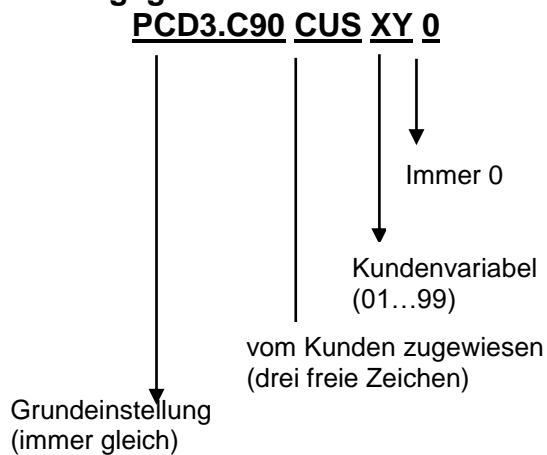 PCD3.C90 CUS XY 0
Immer 0
Kundenvariabel
(01…99)
vom Kunden zugewiesen
(drei freie Zeichen)
Grundeinstellung
(immer gleich)